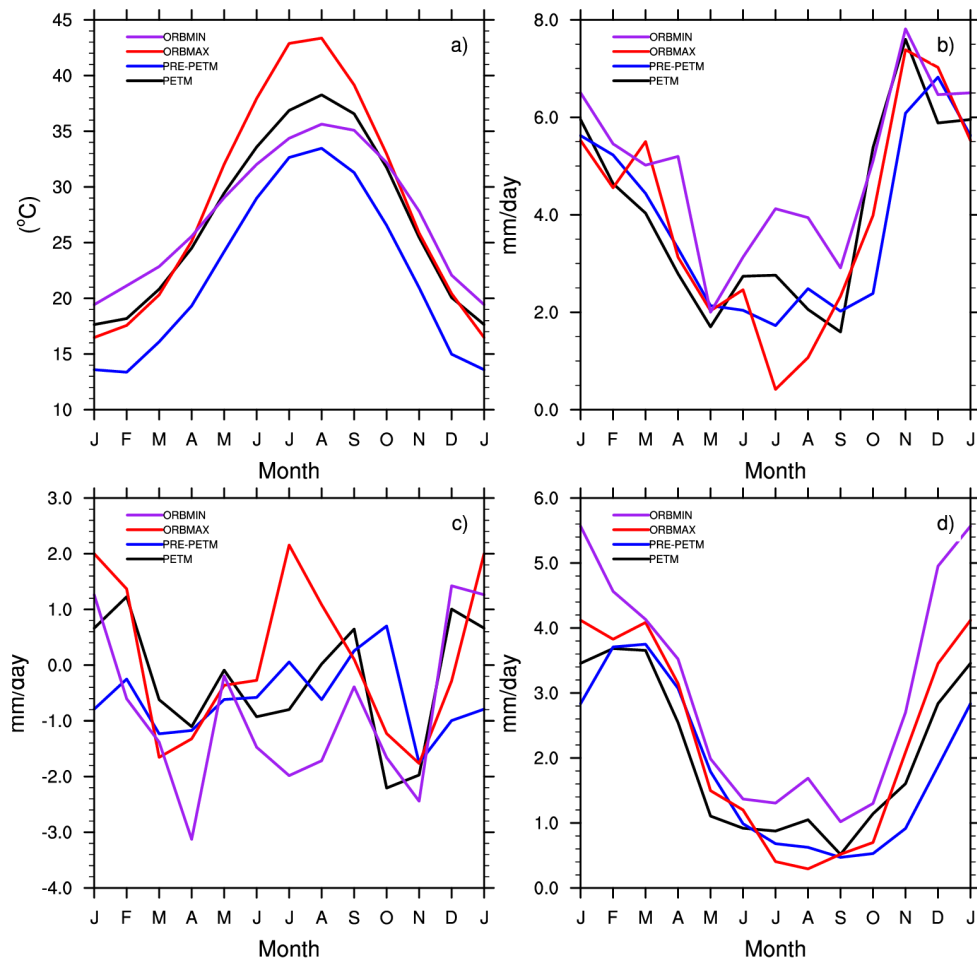 45
40
35
30
25
20
15
10
(°C)
ORBMIN
ORBMAX
PRE-PETM
PETM
a)
J F M A M J J A S O N D J
Month
8.0
6.0
4.0
2.0
0.0
mm/day
ORBMIN
ORBMAX
PRE-PETM
PETM
b)
J F M A M J J A S O N D J
Month
3.0
2.0
1.0
0.0
-1.0
-2.0
-3.0
-4.0
mm/day
ORBMIN
ORBMAX
PRE-PETM
PETM
c)
J F M A M J J A S O N D J
Month
6.0
5.0
4.0
3.0
2.0
1.0
0.0
mm/day
ORBMIN
ORBMAX
PRE-PETM
PETM
d)
J F M A M J J A S O N D J
Month